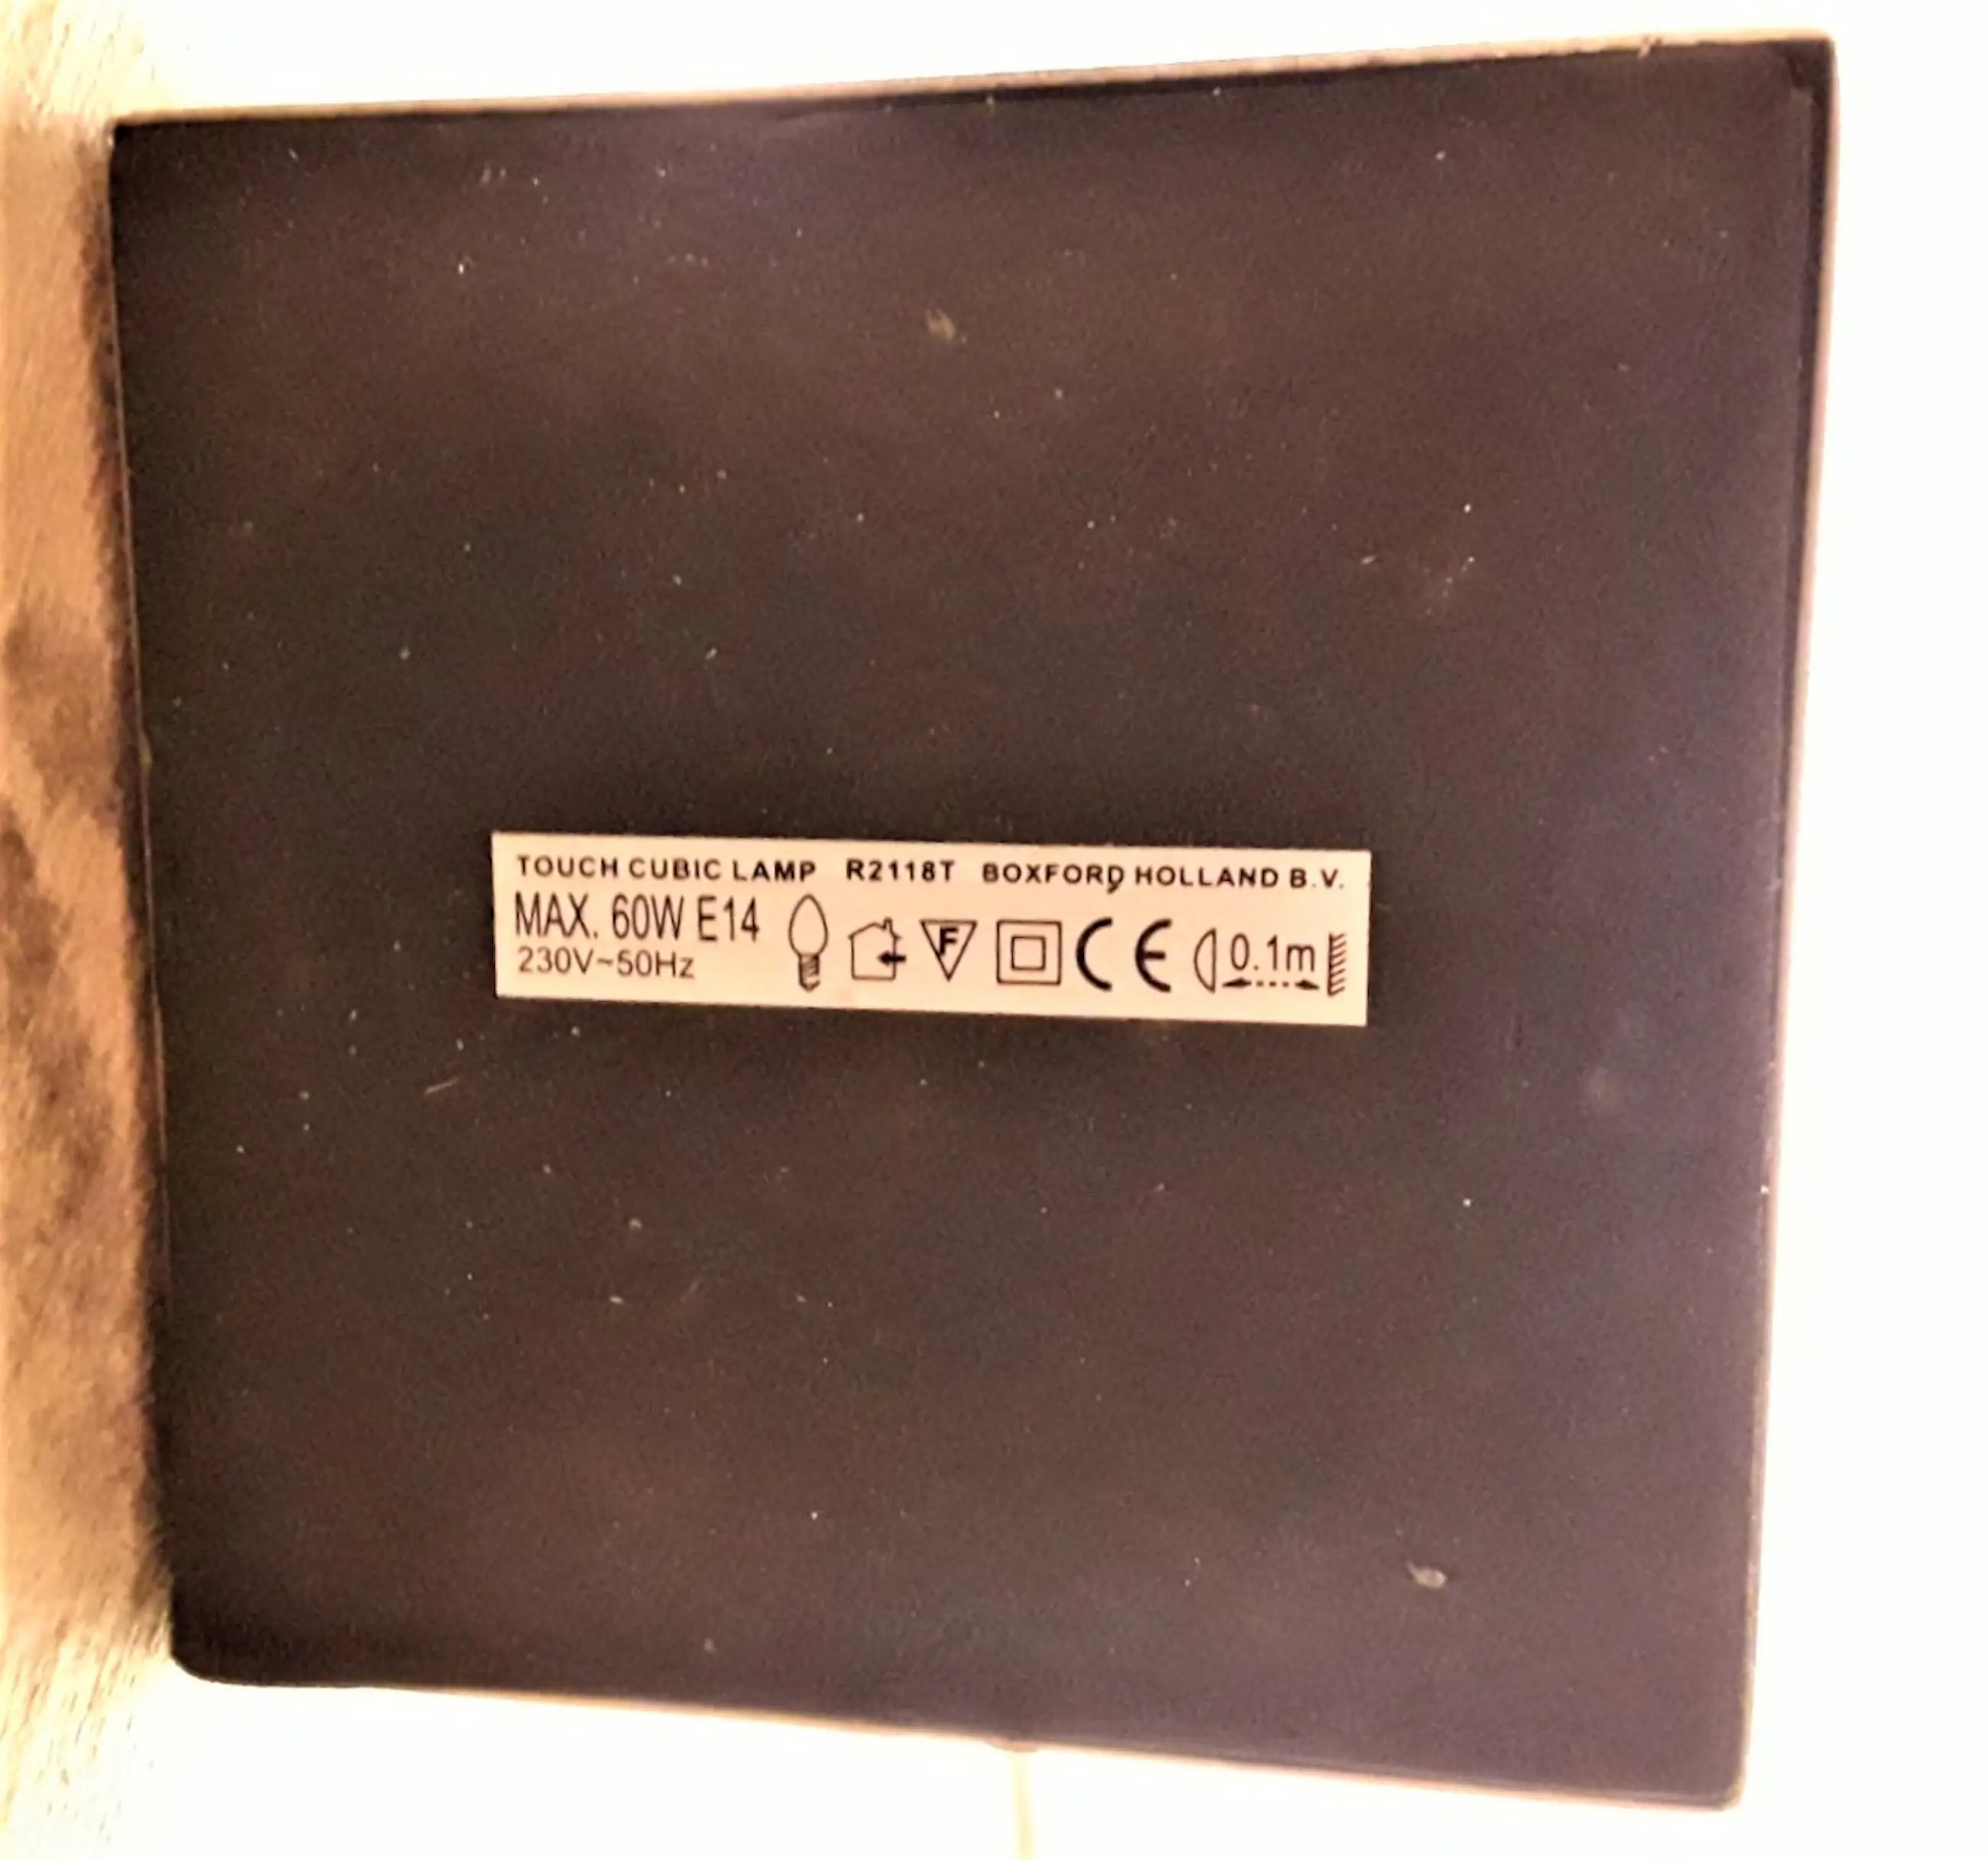 TOUCH CUBIC LAMP R2118T BOXFORD HOLLAND B.V.
MAX. 60W E14
230V~50Hz
F
CE
0.1m